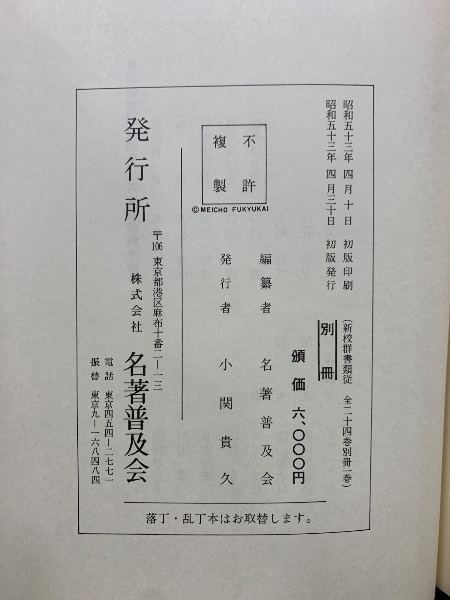 昭和五十三年 四月 十日 初版印刷
昭和五十三年 四月三十日 初版発行
(新校群書類従 全二十四巻別冊一巻)
別冊
頒価 六、〇〇〇円
編纂者 名著普及会
発行者 小関貴久
不許
複製
© MEICHO FUKYUKAI
〒106 東京都港区麻布十番二―一三
発行所 株式会社 名著普及会
電話 東京四五四―二七七一
振替 東京九―一六八四八四
落丁・乱丁本はお取替します。